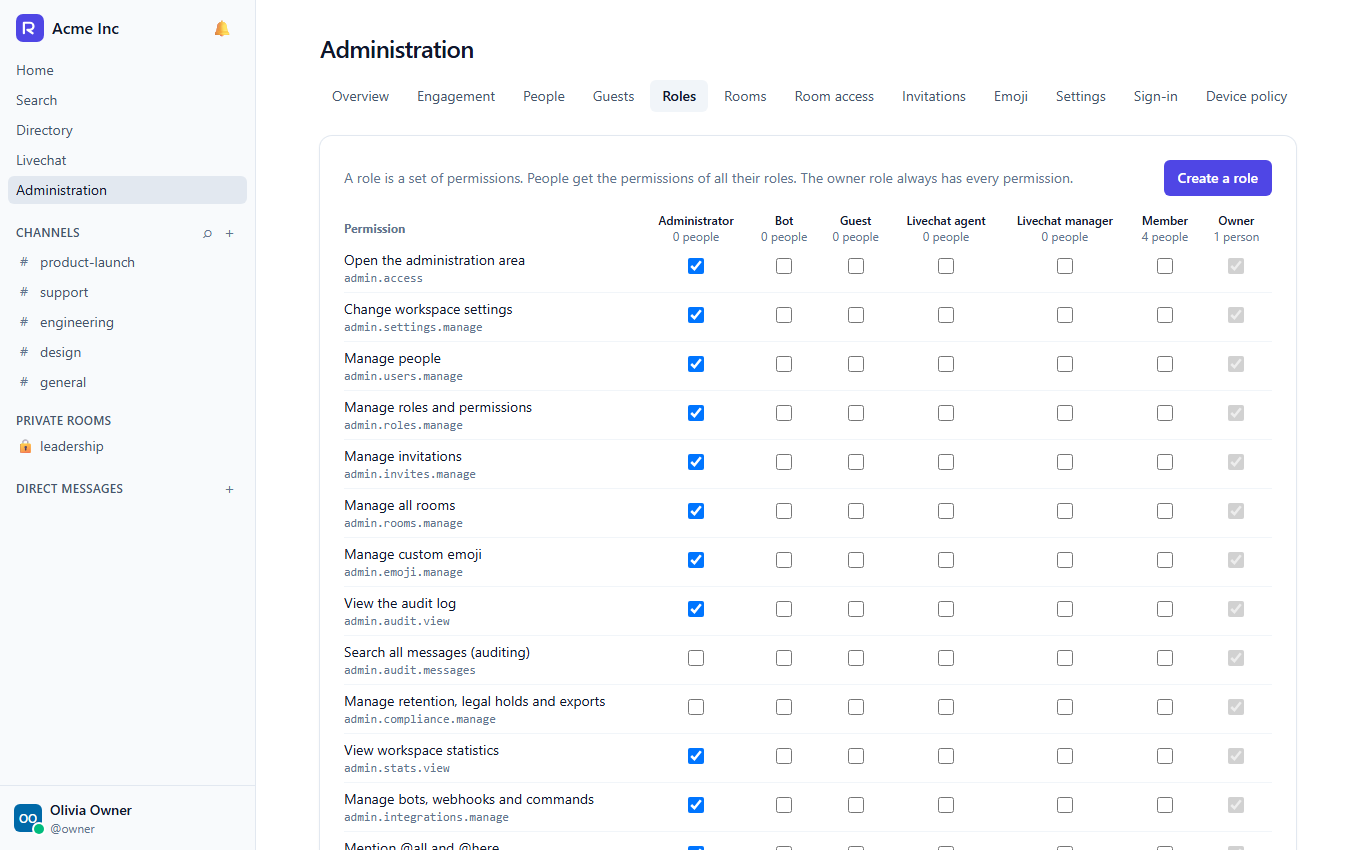 Acme Inc
Home
Search
Directory
Livechat
Administration
CHANNELS
+
# product-launch
# support
# engineering
# design
# general
PRIVATE ROOMS
leadership
DIRECT MESSAGES +
OO
Olivia Owner
@owner
Administration
Overview Engagement People Guests Roles Rooms Room access Invitations Emoji Settings Sign-in Device policy
A role is a set of permissions. People get the permissions of all their roles. The owner role always has every permission.
Create a role
Permission
Administrator Bot Guest Livechat agent Livechat manager Member Owner
0 people 0 people 0 people 0 people 0 people 4 people 1 person
Open the administration area
admin.access
Change workspace settings
admin.settings.manage
Manage people
admin.users.manage
Manage roles and permissions
admin.roles.manage
Manage invitations
admin.invites.manage
Manage all rooms
admin.rooms.manage
Manage custom emoji
admin.emoji.manage
View the audit log
admin.audit.view
Search all messages (auditing)
admin.audit.messages
Manage retention, legal holds and exports
admin.compliance.manage
View workspace statistics
admin.stats.view
Manage bots, webhooks and commands
admin.integrations.manage
Mention @all and @here